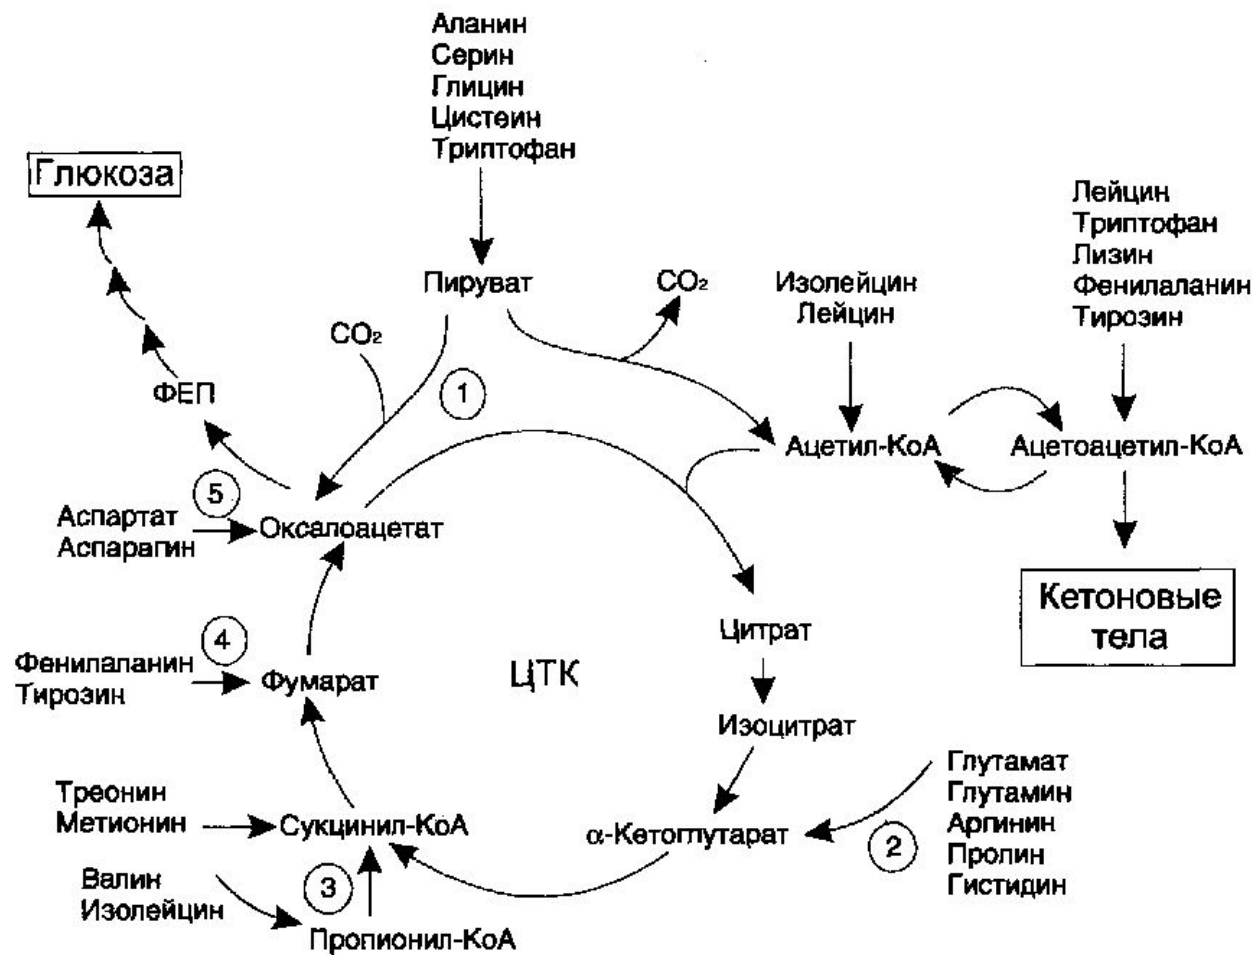 Аланин
Серин
Глицин
Цистеин
Триптофан
Глюкоза
Лейцин
Триптофан
Лизин
Фенилаланин
Тирозин
Пируват
CO₂
Изолейцин
Лейцин
CO₂
ФЕП
1
Ацетил-КоА
Ацетоацетил-КоА
5
Аспартат
Аспарагин
Оксалоацетат
Кетоновые
тела
Цитрат
4
Фенилаланин
Тирозин
Фумарат
ЦТК
Изоцитрат
Глутамат
Глутамин
Аргинин
Пролин
Гистидин
Треонин
Метионин
Сукцинил-КоА
α-Кетоглутарат
2
Валин
Изолейцин
3
Пропионил-КоА